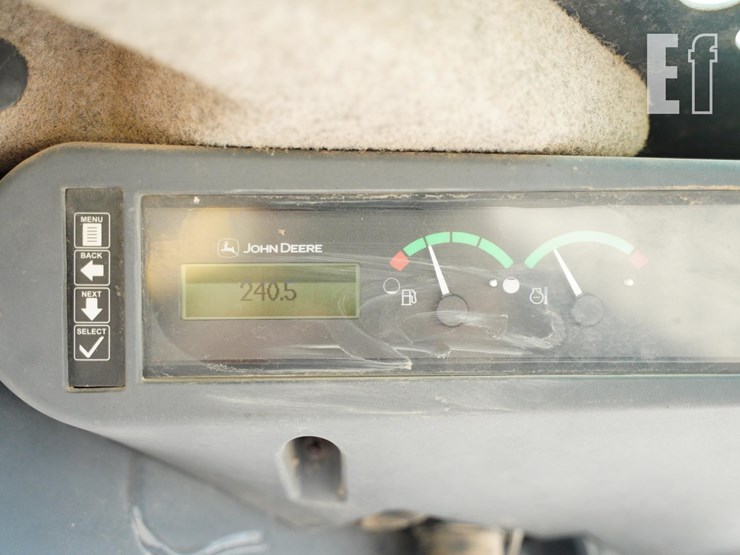 Ef
MENU
BACK
NEXT
SELECT
JOHN DEERE
240.5